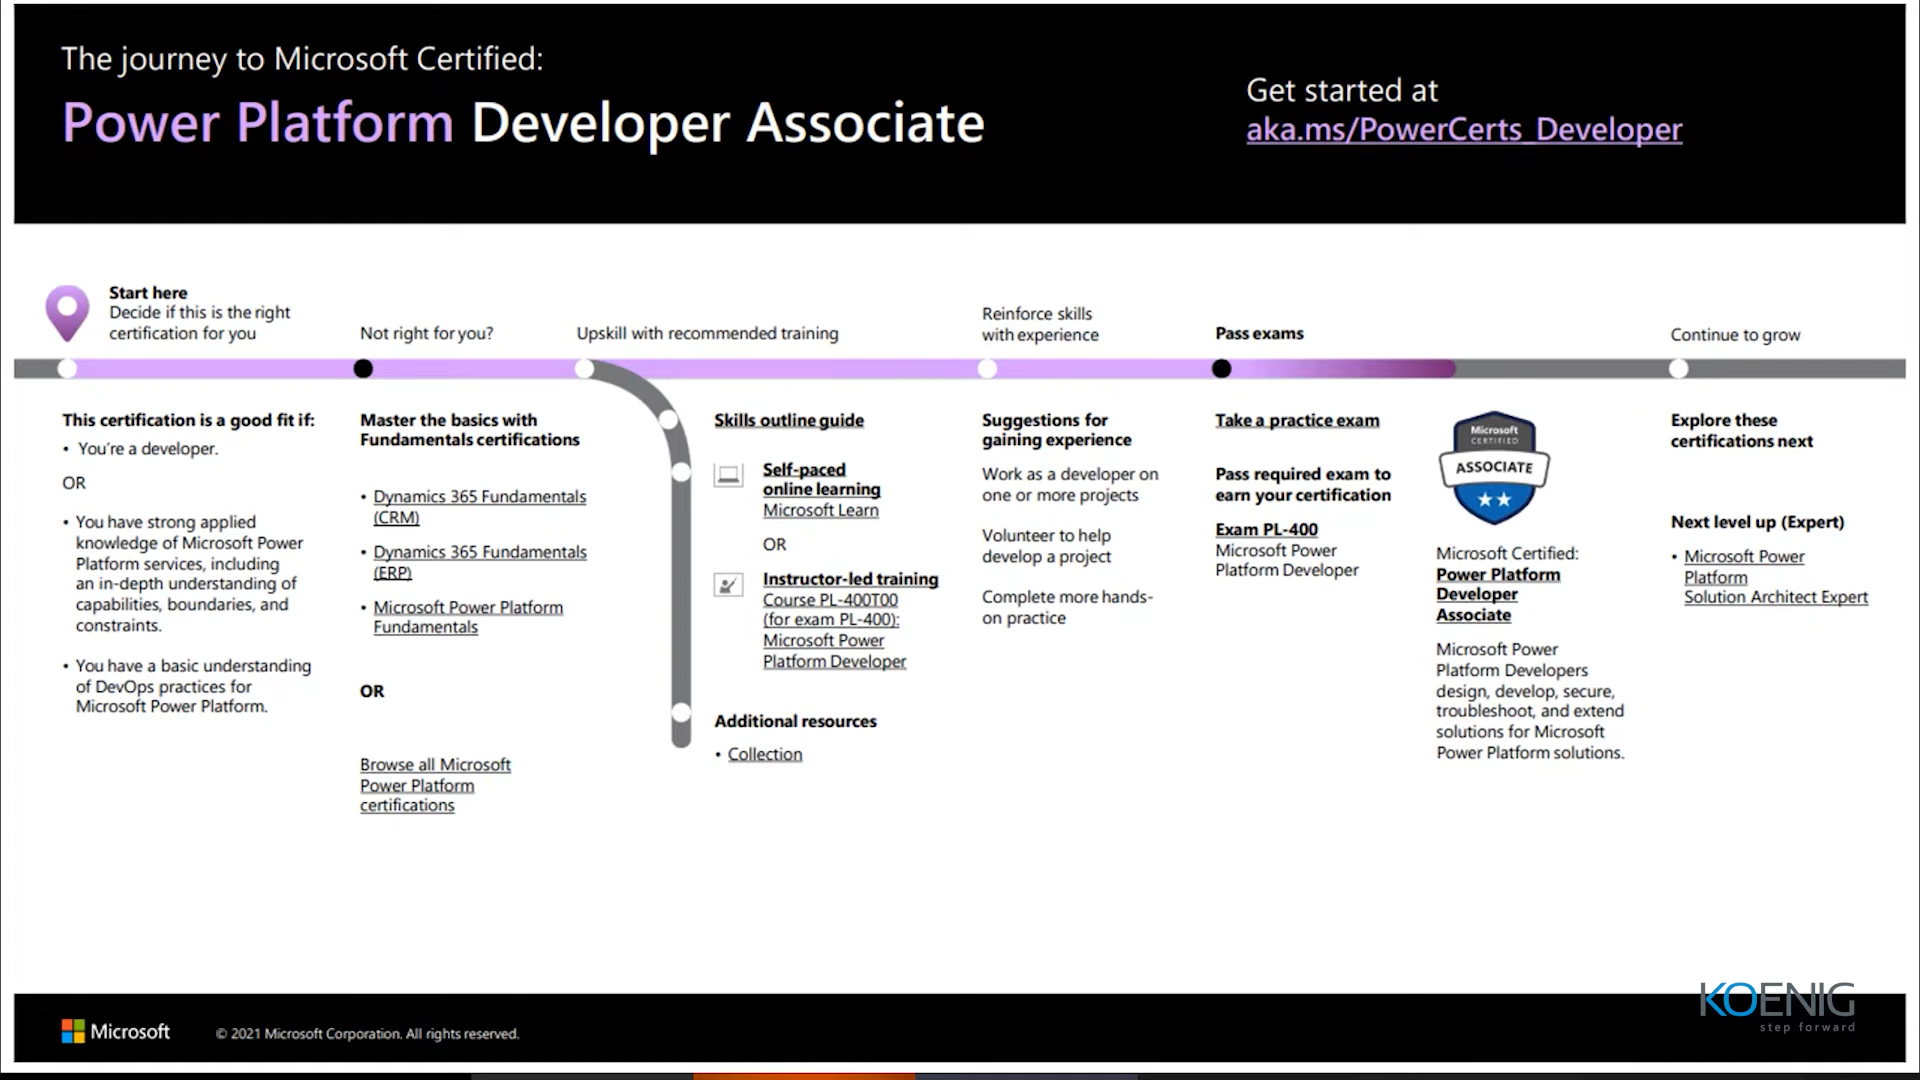 The journey to Microsoft Certified:
Power Platform Developer Associate
Get started at
aka.ms/PowerCerts_Developer
Start here
Decide if this is the right
certification for you
Not right for you?
Upskill with recommended training
Reinforce skills
with experience
Pass exams
Continue to grow
This certification is a good fit if:
• You're a developer.
OR
• You have strong applied
knowledge of Microsoft Power
Platform services, including
an in-depth understanding of
capabilities, boundaries, and
constraints.
• You have a basic understanding
of DevOps practices for
Microsoft Power Platform.
Master the basics with
Fundamentals certifications
• Dynamics 365 Fundamentals
(CRM)
• Dynamics 365 Fundamentals
(ERP)
• Microsoft Power Platform
Fundamentals
OR
Browse all Microsoft
Power Platform
certifications
Skills outline guide
Self-paced
online learning
Microsoft Learn
OR
Instructor-led training
Course PL-400T00
(for exam PL-400):
Microsoft Power
Platform Developer
Additional resources
• Collection
Suggestions for
gaining experience
Work as a developer on
one or more projects
Volunteer to help
develop a project
Complete more hands-
on practice
Take a practice exam
Pass required exam to
earn your certification
Exam PL-400
Microsoft Power
Platform Developer
Microsoft
CERTIFIED
ASSOCIATE
Microsoft Certified:
Power Platform
Developer
Associate
Microsoft Power
Platform Developers
design, develop, secure,
troubleshoot, and extend
solutions for Microsoft
Power Platform solutions.
Explore these
certifications next
Next level up (Expert)
• Microsoft Power
Platform
Solution Architect Expert
Microsoft
© 2021 Microsoft Corporation. All rights reserved.
KOENIG
step forward